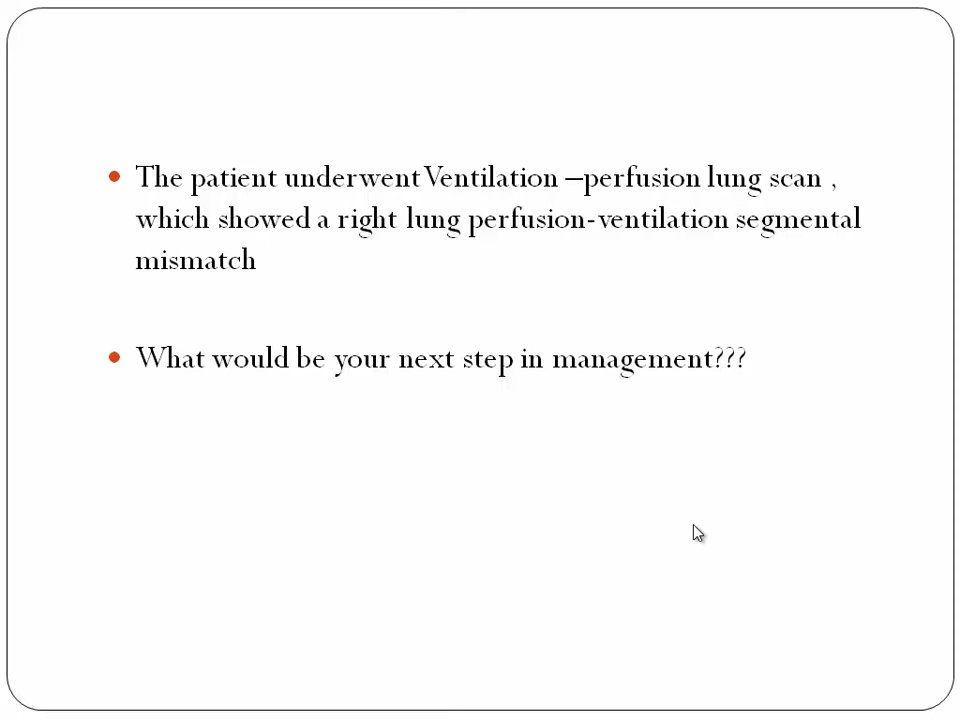 The patient underwent Ventilation –perfusion lung scan ,
which showed a right lung perfusion-ventilation segmental
mismatch
What would be your next step in management???